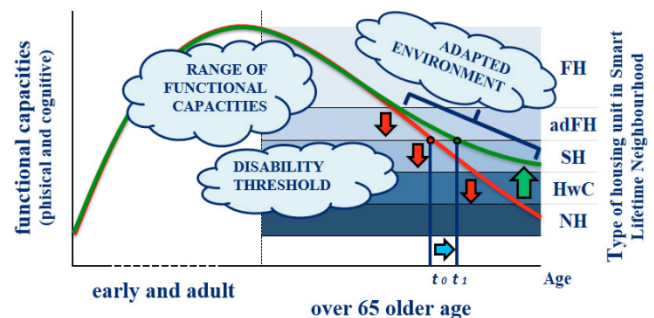 functional capacities
(phisical and cognitive)
RANGE OF
FUNCTIONAL
CAPACITIES
DISABILITY
THRESHOLD
ADAPTED
ENVIRONMENT
FH
adFH
SH
HwC
NH
Type of housing unit in Smart
Lifetime Neighbourhood
t0 t1
Age
early and adult
over 65 older age